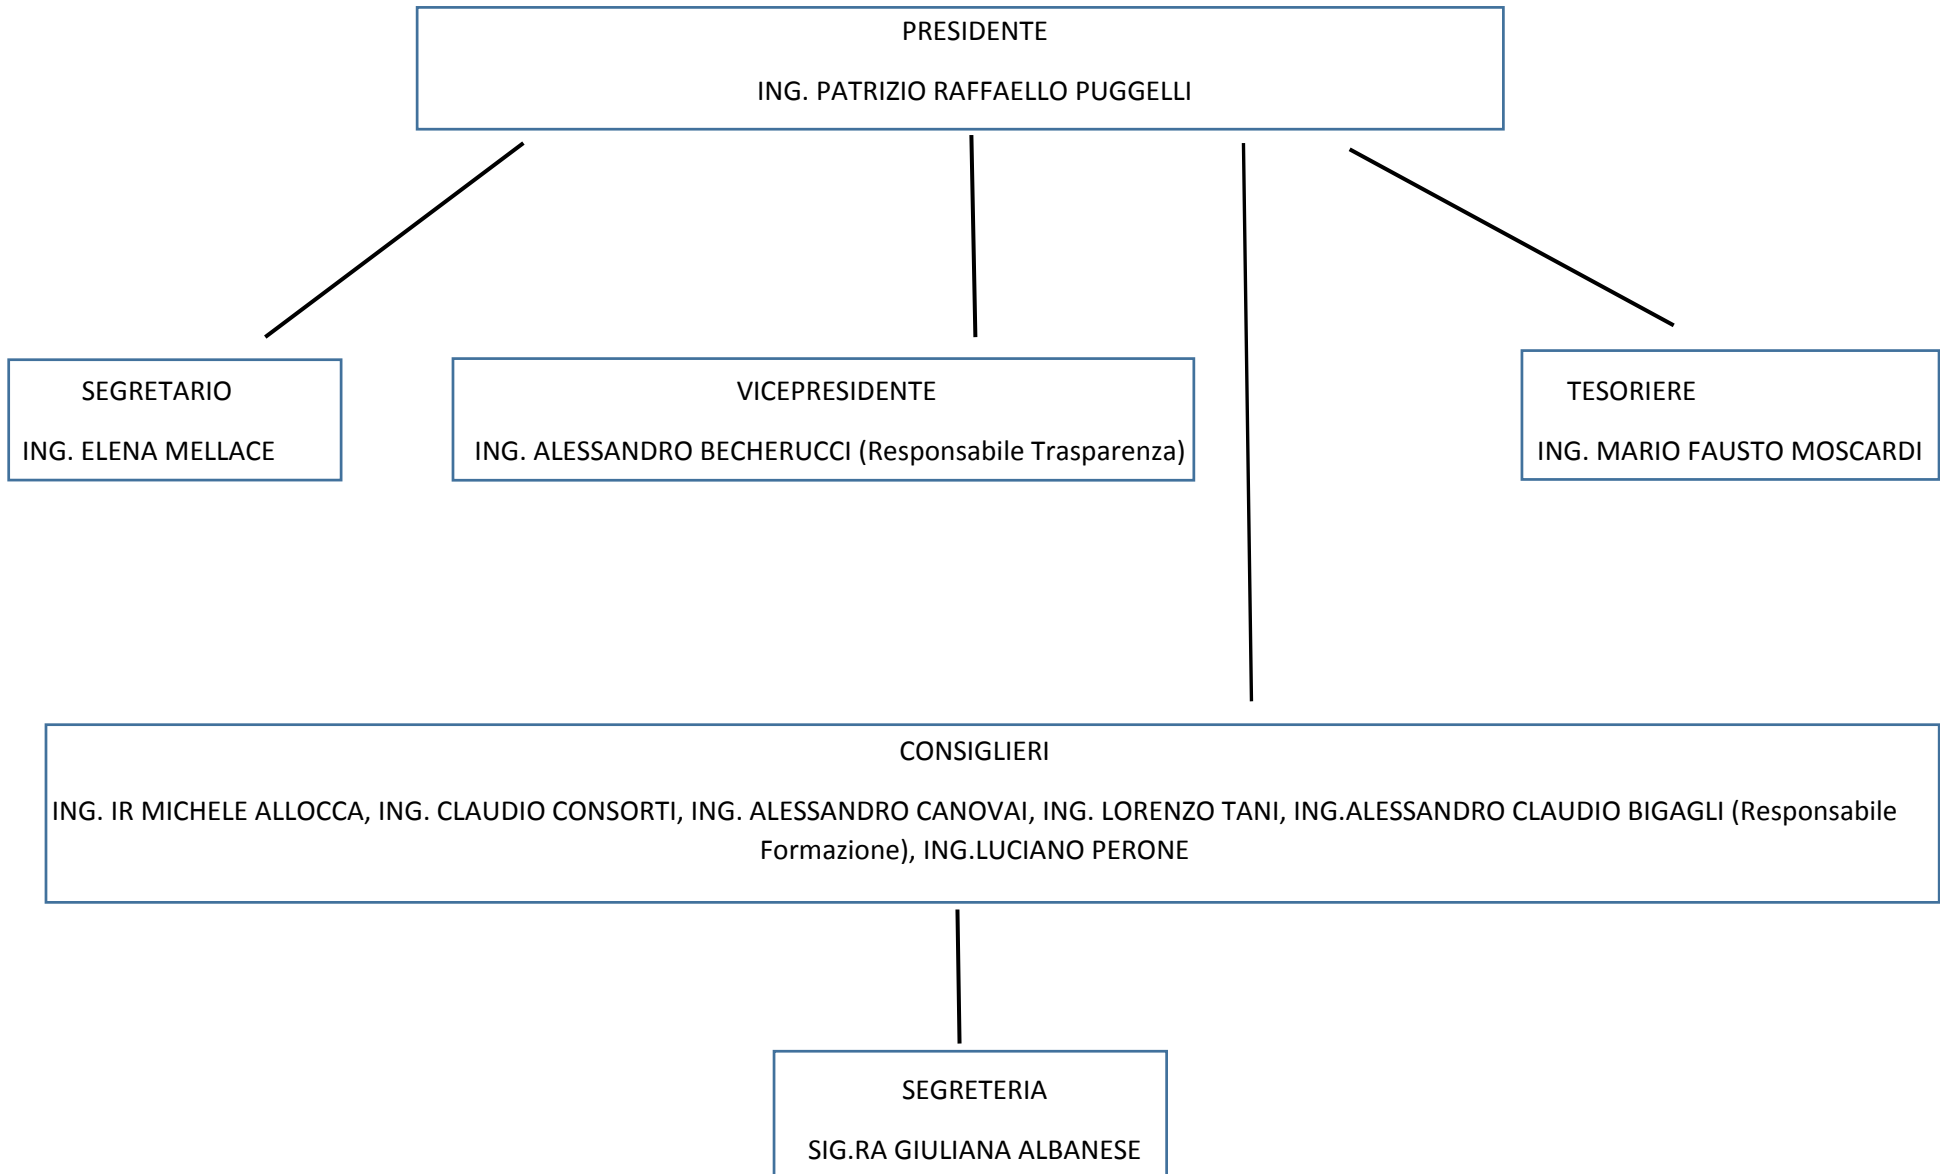 PRESIDENTE
ING. PATRIZIO RAFFAELLO PUGGELLI
SEGRETARIO
ING. ELENA MELLACE
VICEPRESIDENTE
ING. ALESSANDRO BECHERUCCI (Responsabile Trasparenza)
TESORIERE
ING. MARIO FAUSTO MOSCARDI
CONSIGLIERI
ING. IR MICHELE ALLOCCA, ING. CLAUDIO CONSORTI, ING. ALESSANDRO CANOVAI, ING. LORENZO TANI, ING.ALESSANDRO CLAUDIO BIGAGLI (Responsabile
Formazione), ING.LUCIANO PERONE
SEGRETERIA
SIG.RA GIULIANA ALBANESE